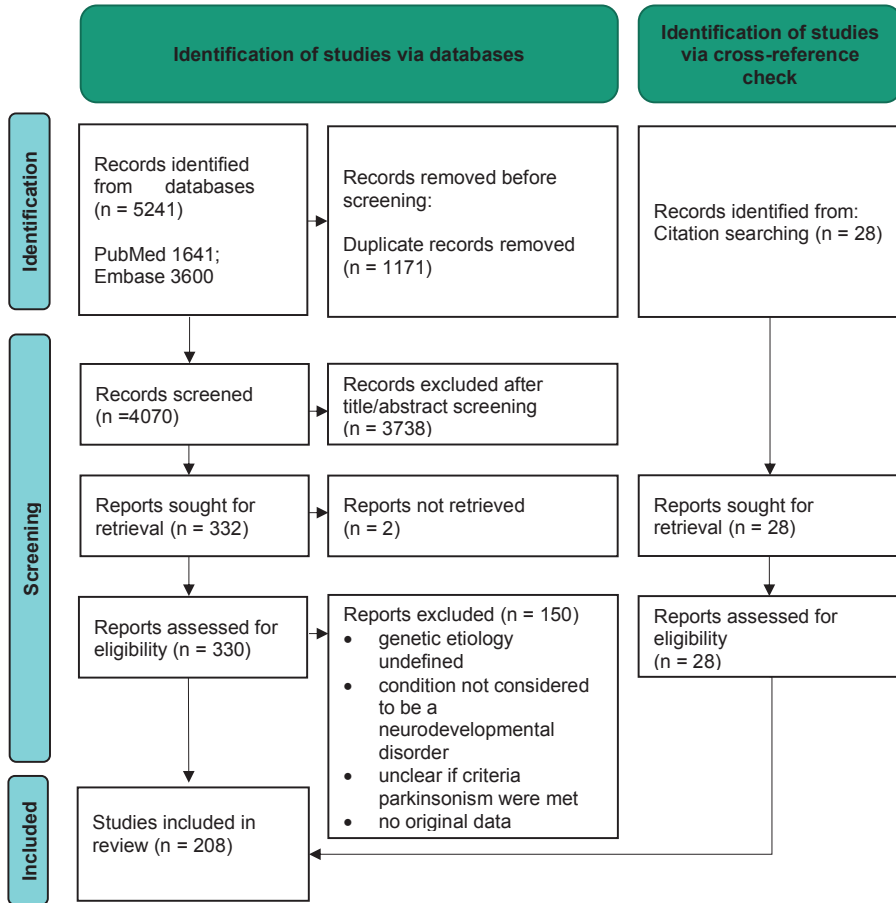 Identification of studies via databases
Identification of studies
via cross-reference
check
Identification
Records identified
from databases
(n = 5241)
PubMed 1641;
Embase 3600
Records removed before
screening:
Duplicate records removed
(n = 1171)
Records identified from:
Citation searching (n = 28)
Screening
Records screened
(n =4070)
Records excluded after
title/abstract screening
(n = 3738)
Reports sought for
retrieval (n = 332)
Reports not retrieved
(n = 2)
Reports sought for
retrieval (n = 28)
Reports assessed for
eligibility (n = 330)
Reports excluded (n = 150)
• genetic etiology
undefined
• condition not considered
to be a
neurodevelopmental
disorder
• unclear if criteria
parkinsonism were met
• no original data
Reports assessed for
eligibility
(n = 28)
Included
Studies included in
review (n = 208)